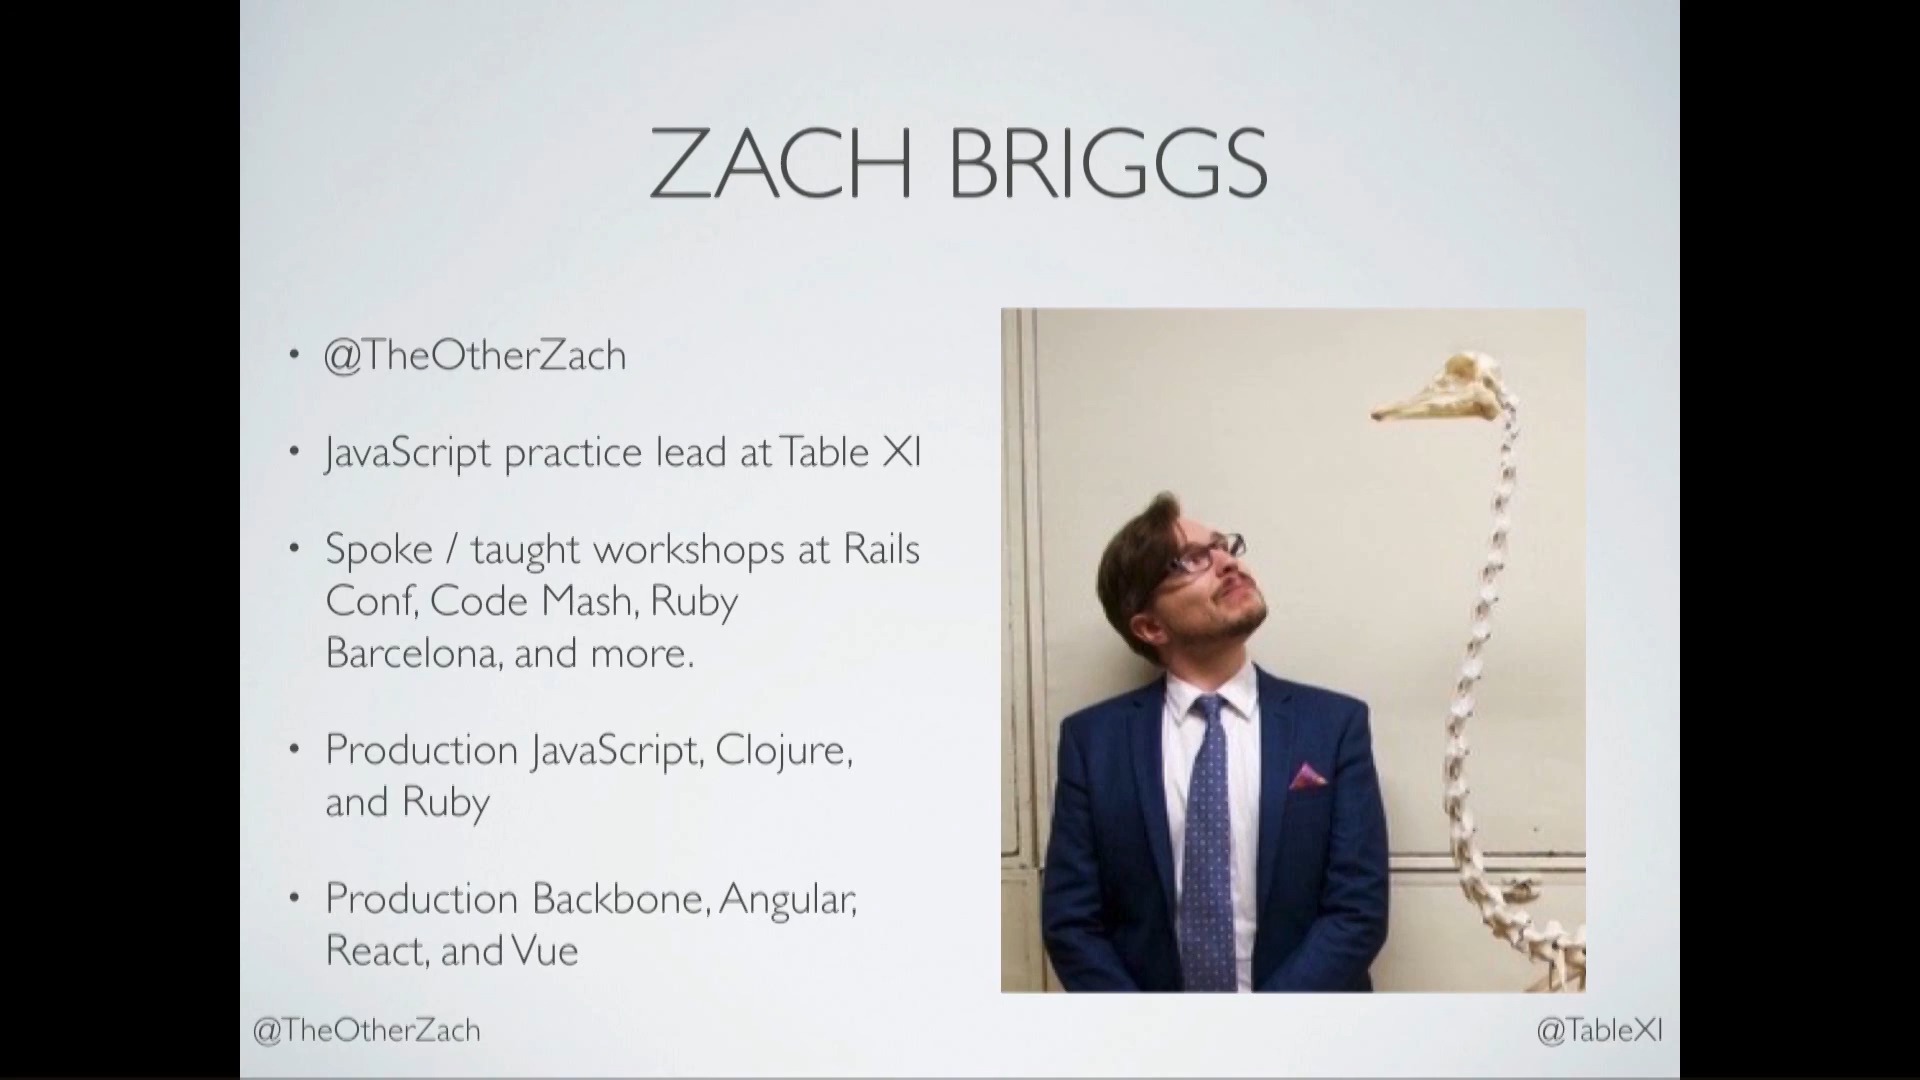 ZACH BRIGGS
• @TheOtherZach
• JavaScript practice lead at Table XI
• Spoke / taught workshops at Rails
Conf, Code Mash, Ruby
Barcelona, and more.
• Production JavaScript, Clojure,
and Ruby
• Production Backbone, Angular,
React, and Vue
@TheOtherZach
@TableXI